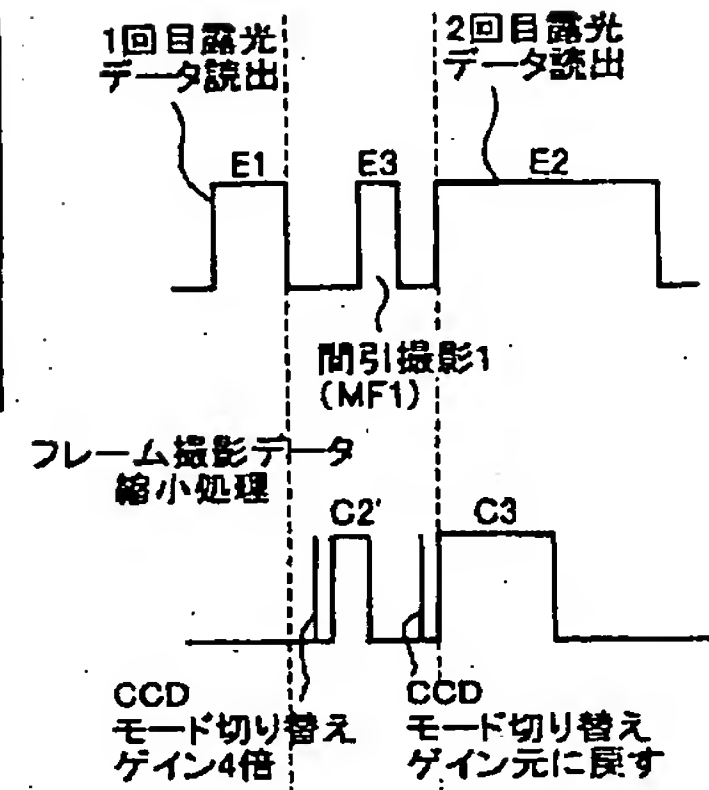 1回目露光
データ読出
2回目露光
データ読出
E1
E3
E2
間引撮影1
(MF1)
フレーム撮影データ
縮小処理
C2'
C3
CCD
モード切り替え
ゲイン4倍
CCD
モード切り替え
ゲイン元に戻す